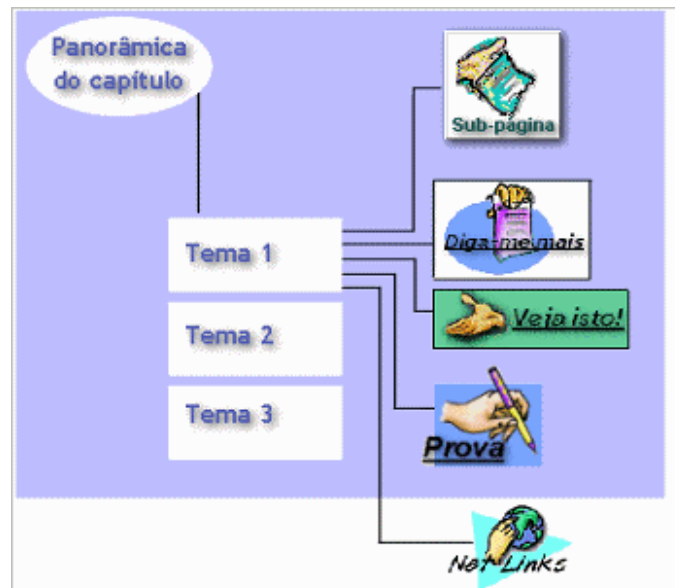 Panorâmica
do capítulo
Sub-página
Diga-me mais
Tema 1
Veja isto!
Tema 2
Tema 3
Prova
Net Links